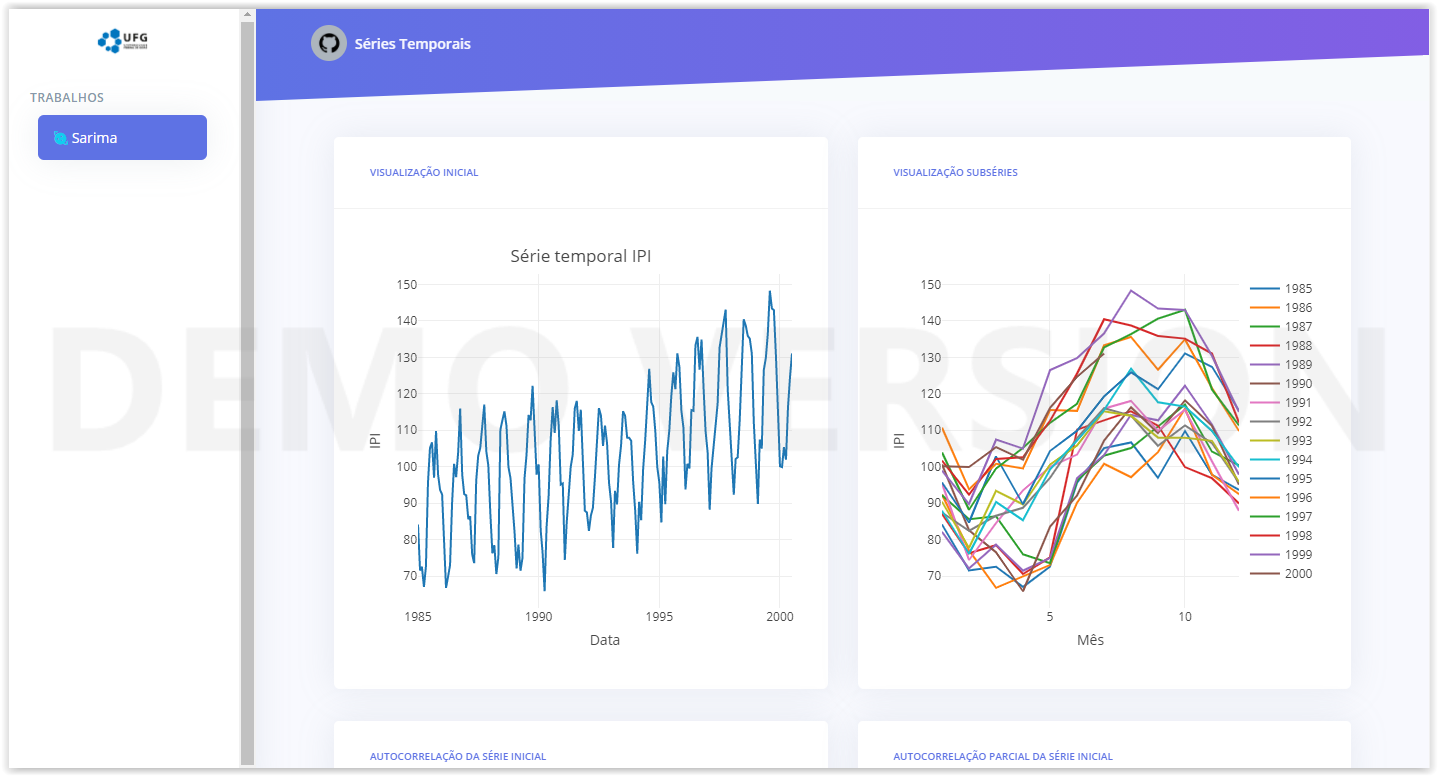 UFG
Séries Temporais
TRABALHOS
Sarima
VISUALIZAÇÃO INICIAL
Série temporal IPI
150
140
130
120
110
100
90
80
70
IPI
1985
1990
1995
2000
Data
VISUALIZAÇÃO SUBSÉRIES
150
140
130
120
110
100
90
80
70
IPI
5
10
Mês
1985
1986
1987
1988
1989
1990
1991
1992
1993
1994
1995
1996
1997
1998
1999
2000
DEMO VERSION
AUTOCORRELAÇÃO DA SÉRIE INICIAL
AUTOCORRELAÇÃO PARCIAL DA SÉRIE INICIAL